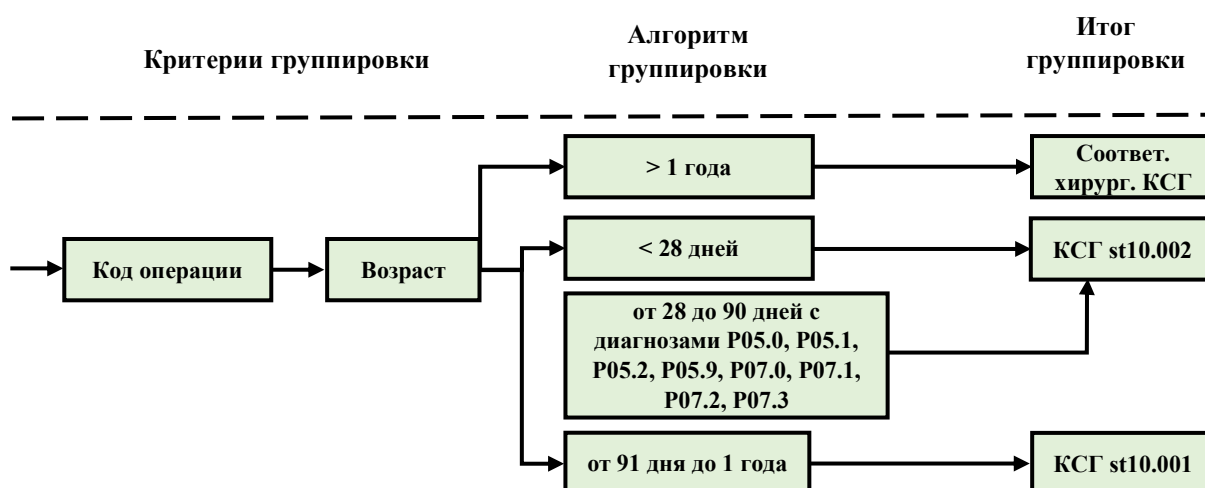 Критерии группировки
Алгоритм
группировки
Итог
группировки
Код операции
Возраст
> 1 года
Соответ.
хирург. КСГ
< 28 дней
КСГ st10.002
от 28 до 90 дней с
диагнозами P05.0, P05.1,
P05.2, P05.9, P07.0, P07.1,
P07.2, P07.3
от 91 дня до 1 года
КСГ st10.001